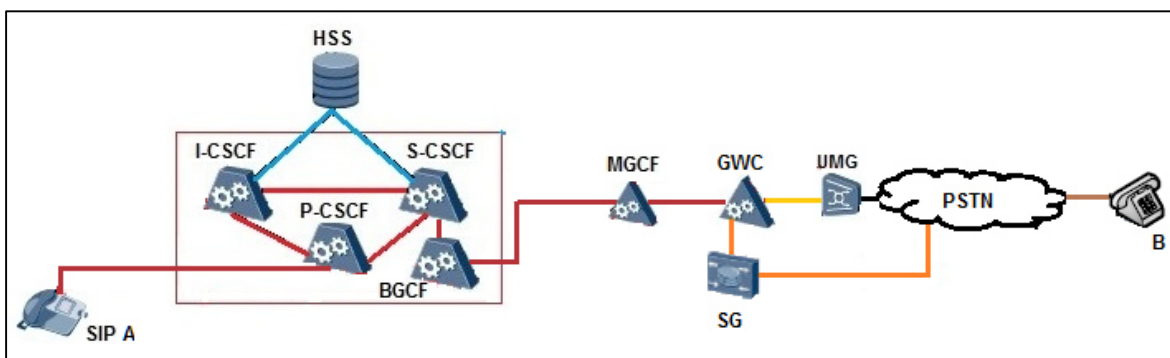 HSS
I-CSCF
S-CSCF
P-CSCF
BGCF
MGCF
GWC
UMG
PSTN
B
SG
SIP A